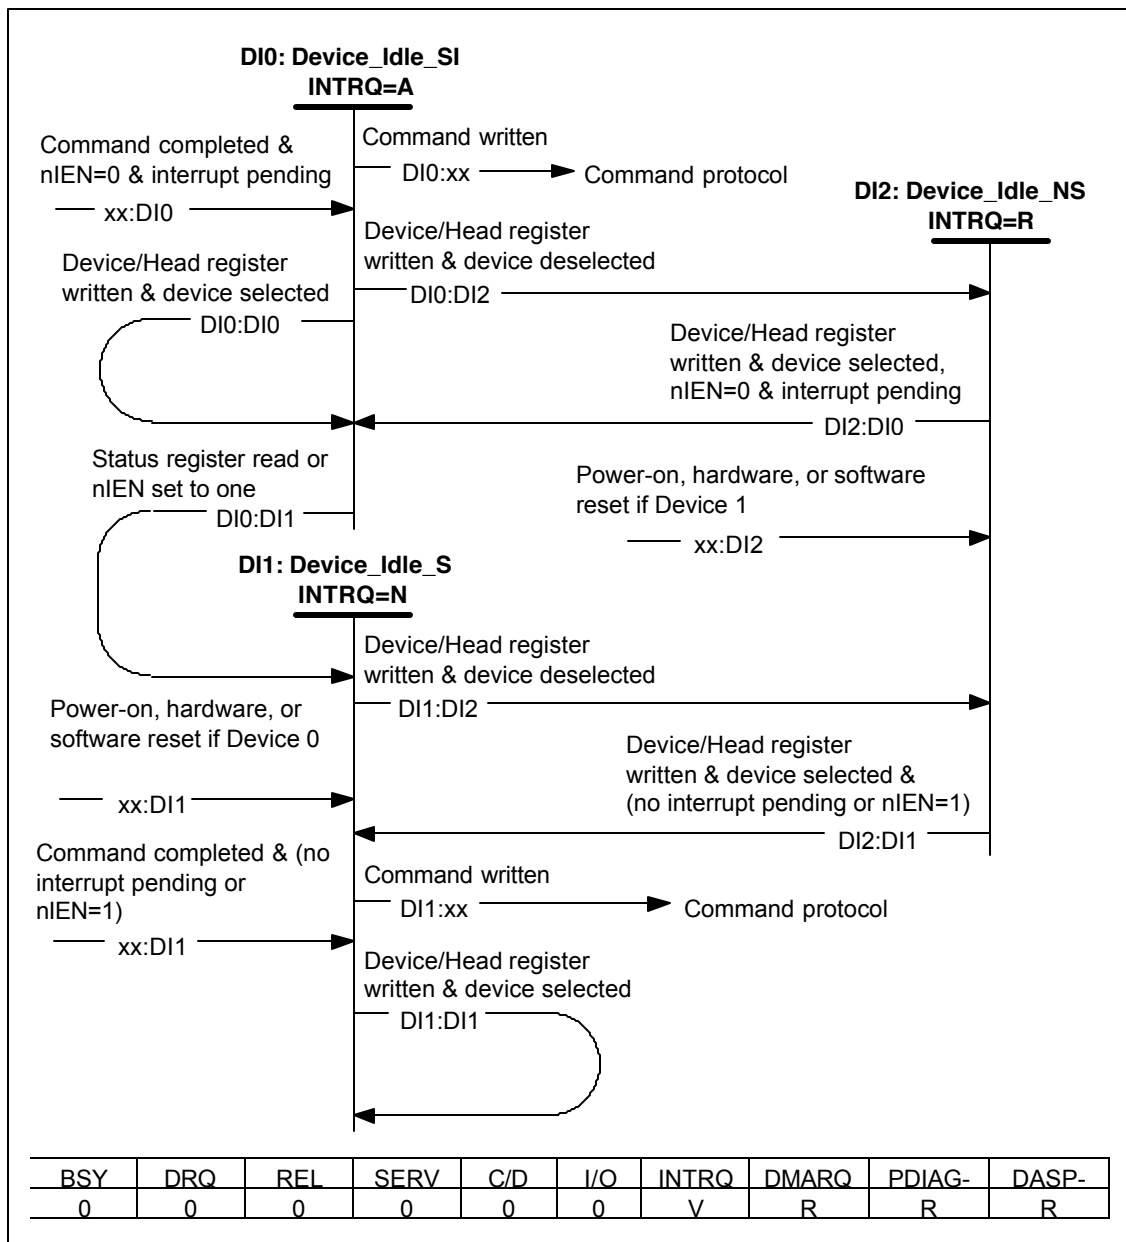 DI0: Device_Idle_SI
INTRQ=A
Command completed &
nIEN=0 & interrupt pending
xx:DI0
Command written
DI0:xx
Command protocol
DI2: Device_Idle_NS
INTRQ=R
Device/Head register
written & device deselected
DI0:DI2
Device/Head register
written & device selected
DI0:DI0
Device/Head register
written & device selected,
nIEN=0 & interrupt pending
DI2:DI0
Status register read or
nIEN set to one
DI0:DI1
Power-on, hardware, or software
reset if Device 1
xx:DI2
DI1: Device_Idle_S
INTRQ=N
Device/Head register
written & device deselected
DI1:DI2
Power-on, hardware, or
software reset if Device 0
xx:DI1
Device/Head register
written & device selected &
(no interrupt pending or nIEN=1)
DI2:DI1
Command completed & (no
interrupt pending or
nIEN=1)
xx:DI1
Command written
DI1:xx
Command protocol
Device/Head register
written & device selected
DI1:DI1
BSY DRQ REL SERV C/D I/O INTRQ DMARQ PDIAG- DASP-
0 0 0 0 0 0 V R R R